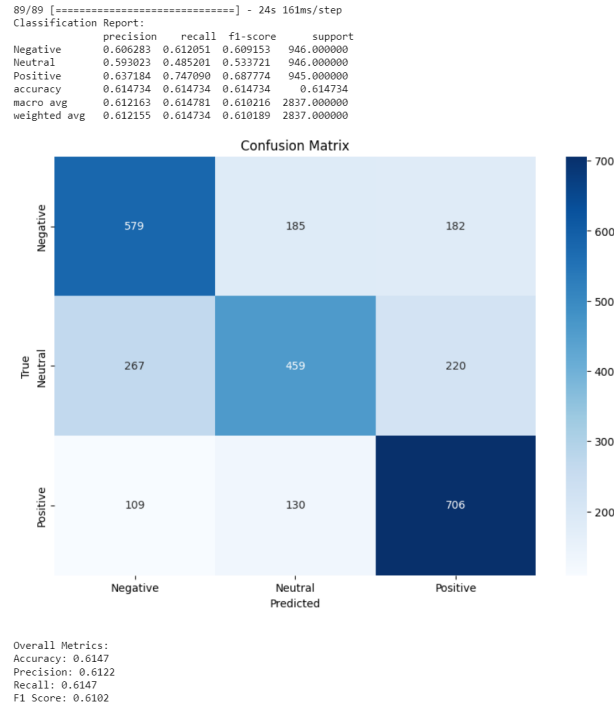 89/89 [==============================] - 24s 161ms/step
Classification Report:
precision recall f1-score support
Negative 0.606283 0.612051 0.609153 946.000000
Neutral 0.593023 0.485201 0.533721 946.000000
Positive 0.637184 0.747090 0.687774 945.000000
accuracy 0.614734 0.614734 0.614734 0.614734
macro avg 0.612163 0.614781 0.610216 2837.000000
weighted avg 0.612155 0.614734 0.610189 2837.000000
Confusion Matrix
Negative
579 185 182
True
Neutral
267 459 220
Positive
109 130 706
Negative Neutral Positive
Predicted
700
600
500
400
300
200
Overall Metrics:
Accuracy: 0.6147
Precision: 0.6122
Recall: 0.6147
F1 Score: 0.6102